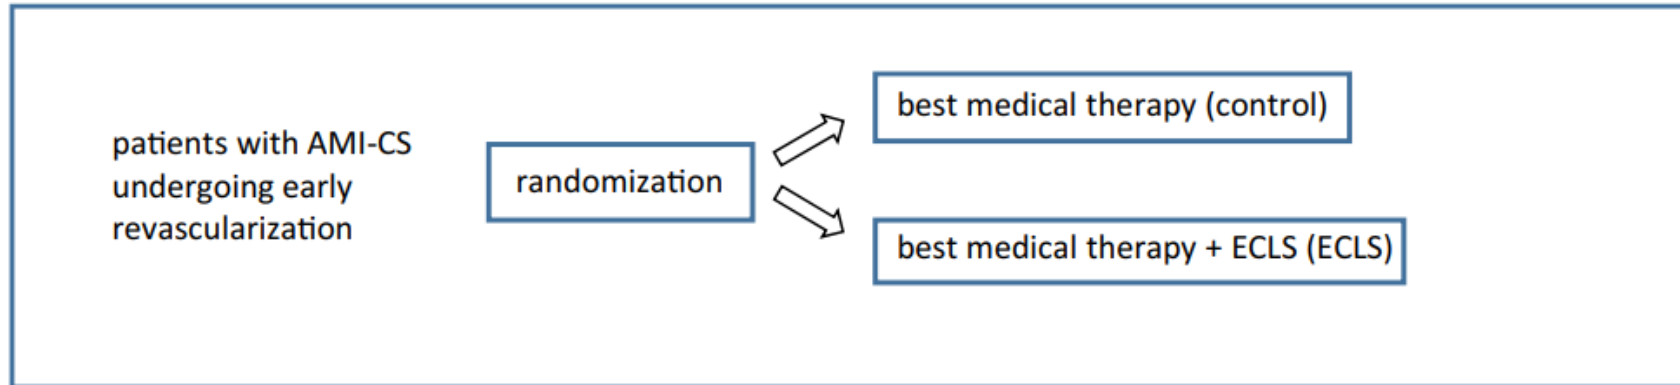 patients with AMI-CS
undergoing early
revascularization
randomization
best medical therapy (control)
best medical therapy + ECLS (ECLS)